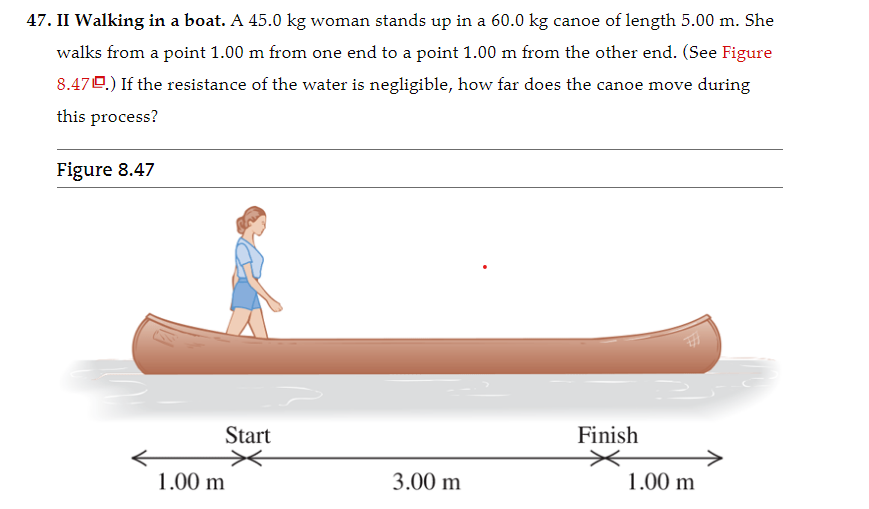 47. II Walking in a boat. A 45.0 kg woman stands up in a 60.0 kg canoe of length 5.00 m. She
walks from a point 1.00 m from one end to a point 1.00 m from the other end. (See Figure
8.47.) If the resistance of the water is negligible, how far does the canoe move during
this process?
Figure 8.47
Start
Finish
1.00 m
3.00 m
1.00 m